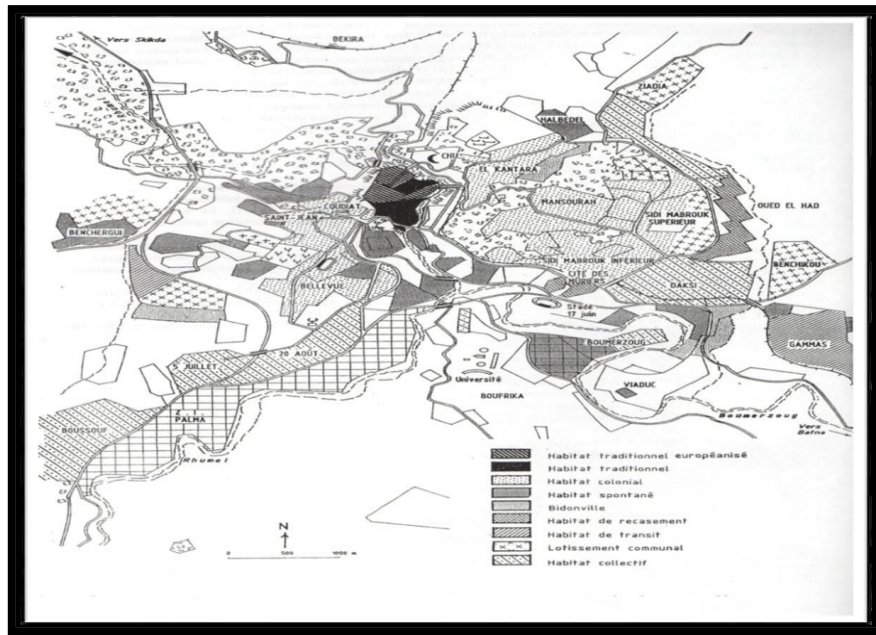 Vers Skikda
BEKIRA
ZIADIA
HALBEDEL
CHU
EL KANTARA
COUDIAT
SAINT-JEAN
MANSOURAH
OUED EL HAD
SIDI MABROUK
SUPERIEUR
BENCHERGUI
SIDI MABROUK INFERIEUR
BENCHIKOU
CITE DES
MÛRIERS
DAKSI
BELLEVUE
Stade
17 juin
BOUMERZOUG
GAMMAS
20 AOUT
5 JUILLET
Université
BOUFRIKA
VIADUC
Z. I.
PALMA
BOUSSOUF
Boumerzoug
Vers
Batna
Rhumel
Habitat traditionnel européanisé
Habitat traditionnel
Habitat colonial
Habitat spontané
Bidonville
Habitat de recasement
Habitat de transit
Lotissement communal
Habitat collectif
N
0 500 1000 m